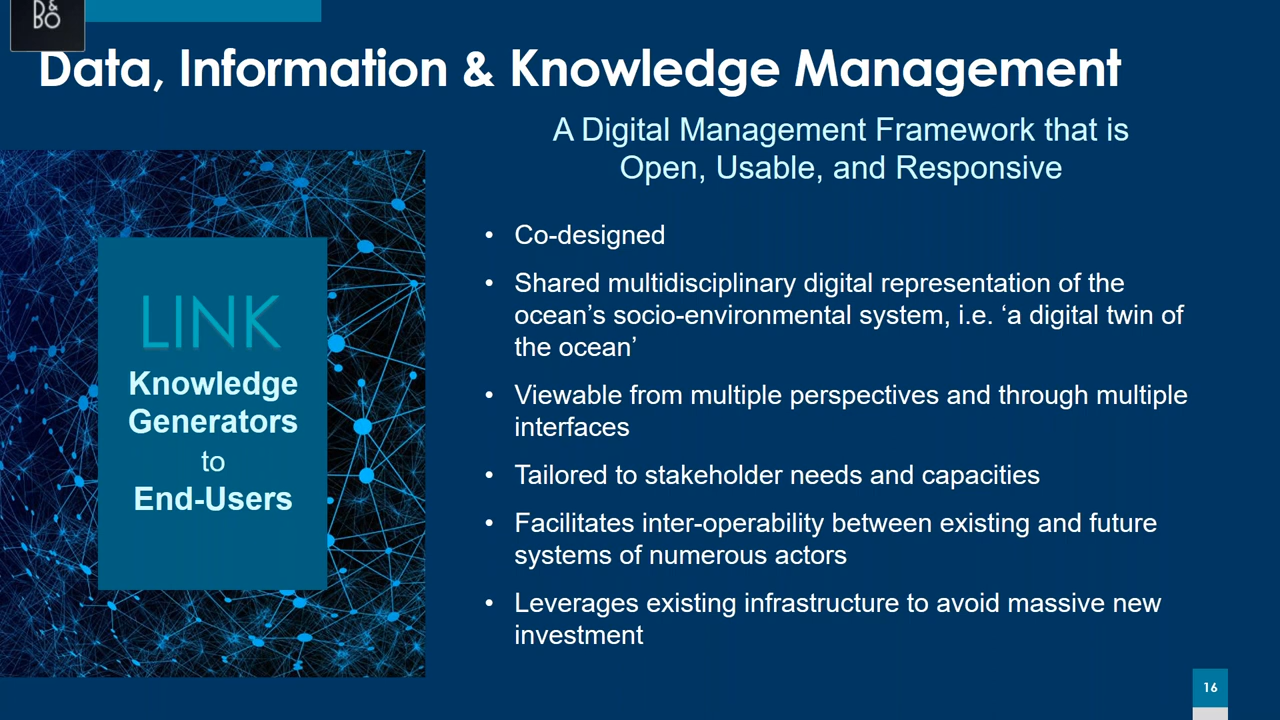 B&
BO
Data, Information & Knowledge Management
A Digital Management Framework that is
Open, Usable, and Responsive
LINK
Knowledge
Generators
to
End-Users
• Co-designed
• Shared multidisciplinary digital representation of the
ocean’s socio-environmental system, i.e. ‘a digital twin of
the ocean’
• Viewable from multiple perspectives and through multiple
interfaces
• Tailored to stakeholder needs and capacities
• Facilitates inter-operability between existing and future
systems of numerous actors
• Leverages existing infrastructure to avoid massive new
investment
16